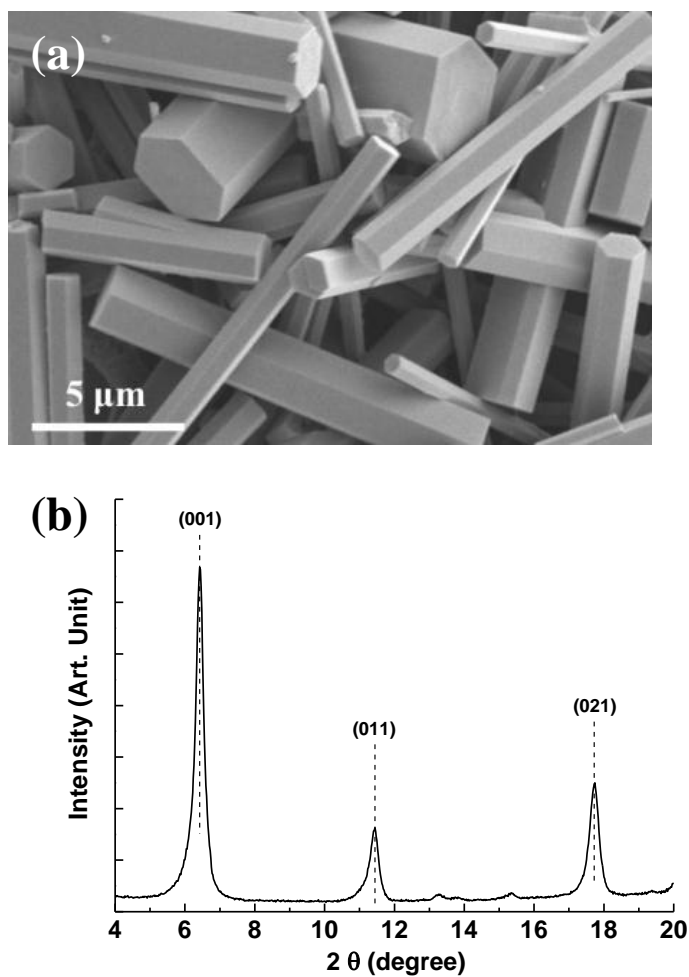 (a)
5 µm
(b)
(001)
(011)
(021)
Intensity (Art. Unit)
4 6 8 10 12 14 16 18 20
2 θ (degree)